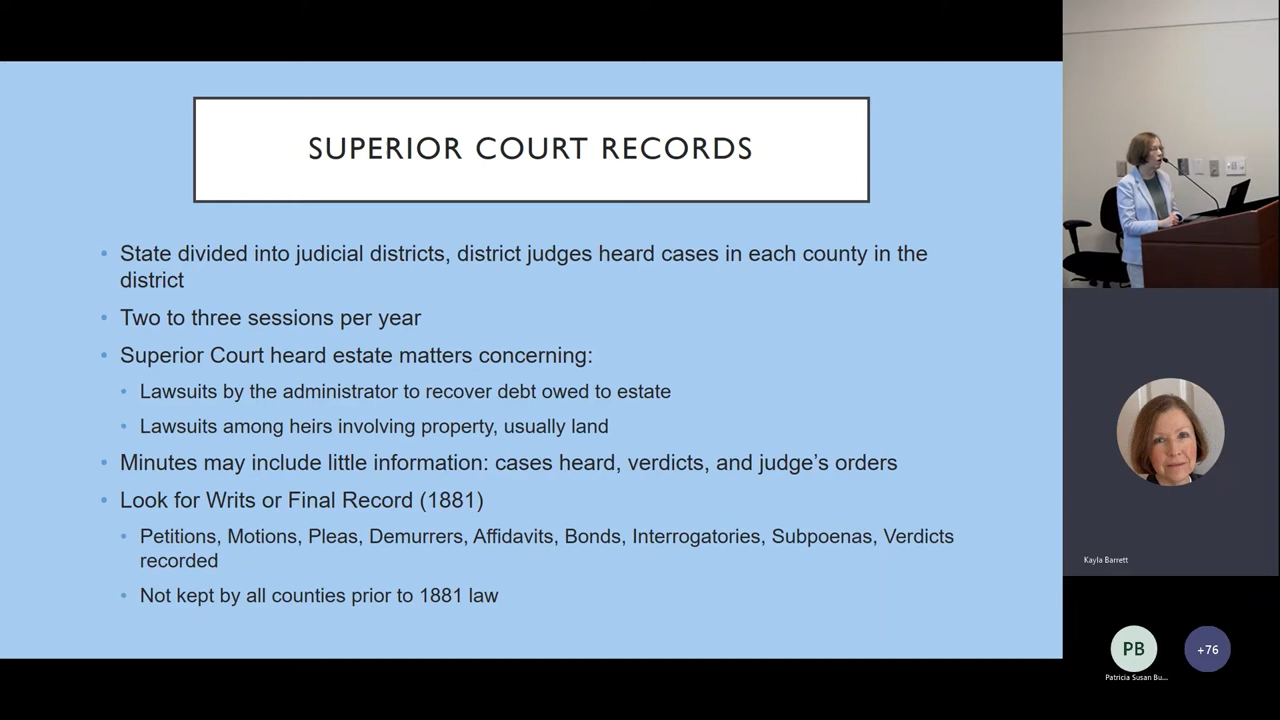 SUPERIOR COURT RECORDS
• State divided into judicial districts, district judges heard cases in each county in the
district
• Two to three sessions per year
• Superior Court heard estate matters concerning:
• Lawsuits by the administrator to recover debt owed to estate
• Lawsuits among heirs involving property, usually land
• Minutes may include little information: cases heard, verdicts, and judge’s orders
• Look for Writs or Final Record (1881)
• Petitions, Motions, Pleas, Demurrers, Affidavits, Bonds, Interrogatories, Subpoenas, Verdicts
recorded
• Not kept by all counties prior to 1881 law
Kayla Barrett
PB
+76
Patricia Susan Bu...